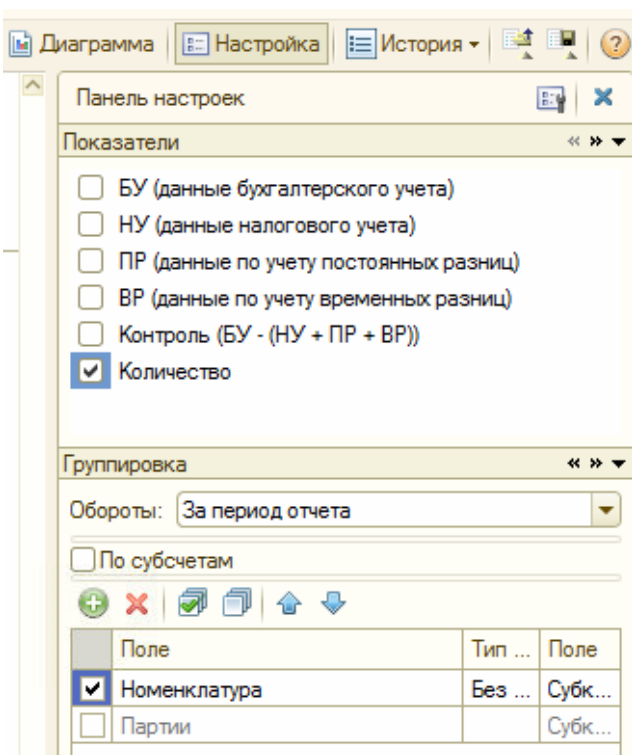 Диаграмма Настройка История
Панель настроек
Показатели
БУ (данные бухгалтерского учета)
НУ (данные налогового учета)
ПР (данные по учету постоянных разниц)
ВР (данные по учету временных разниц)
Контроль (БУ - (НУ + ПР + ВР))
Количество
Группировка
Обороты: За период отчета
По субсчетам
Поле Тип ... Поле
Номенклатура Без ... Субк...
Партии Субк...